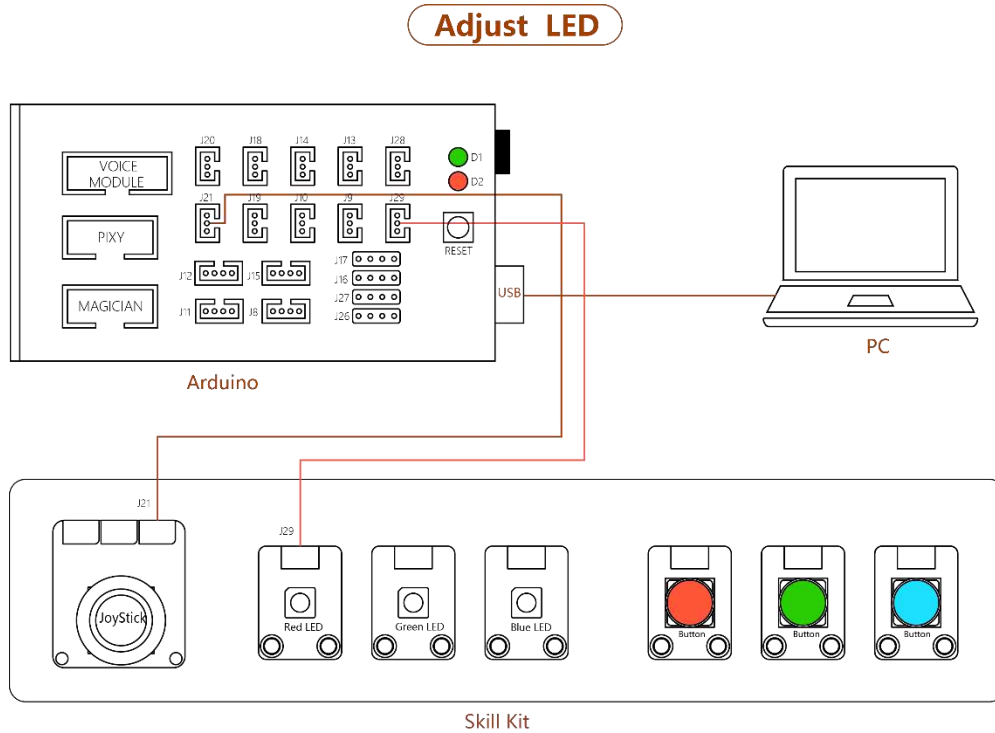 Adjust LED
J20 J18 J14 J13 J28
VOICE
MODULE
D1
D2
J21 J19 J10 J9 J29
PIXY
RESET
J17
J12 J15
J16
MAGICIAN
J27
USB
J11 J8
J26
PC
Arduino
J21
J29
JoyStick
Red LED Green LED Blue LED
Button Button Button
Skill Kit